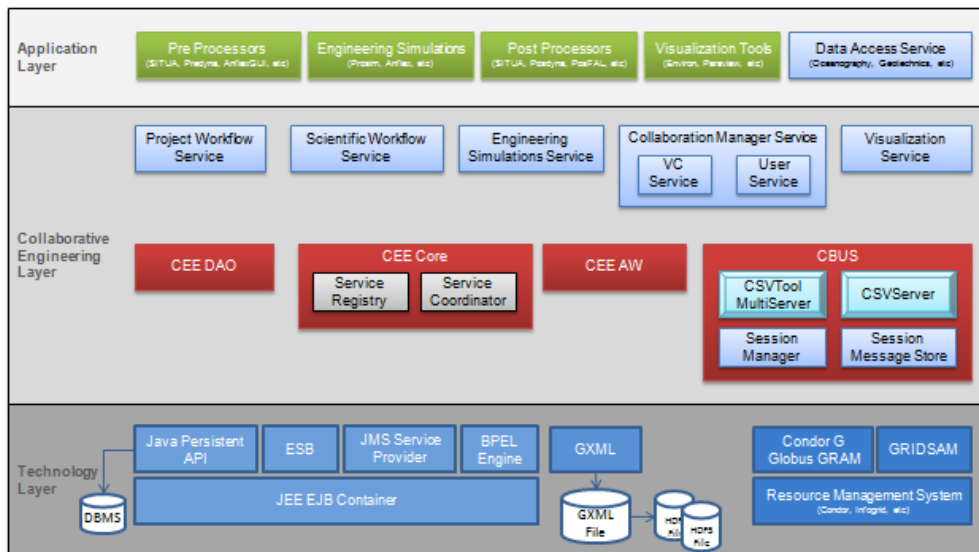 Application
Layer
Pre Processors
(SITUA, Predyna, AnflexGUI, etc)
Engineering Simulations
(Prosim, Anflex, etc)
Post Processors
(SITUA, Posdyna, PosFAL, etc)
Visualization Tools
(Environ, Paraview, etc)
Data Access Service
(Oceanography, Geotechnics, etc)
Project Workflow
Service
Scientific Workflow
Service
Engineering
Simulations Service
Collaboration Manager Service
VC
Service
User
Service
Visualization
Service
Collaborative
Engineering
Layer
CEE DAO
CEE Core
Service
Registry
Service
Coordinator
CEE AW
CBUS
CSVTool
MultiServer
CSVServer
Session
Manager
Session
Message Store
Technology
Layer
Java Persistent
API
ESB
JMS Service
Provider
BPEL
Engine
GXML
Condor G
Globus GRAM
GRIDSAM
DBMS
JEE EJB Container
GXML
File
File
HDFS
File
Resource Management System
(Condor, Infogrid, etc)